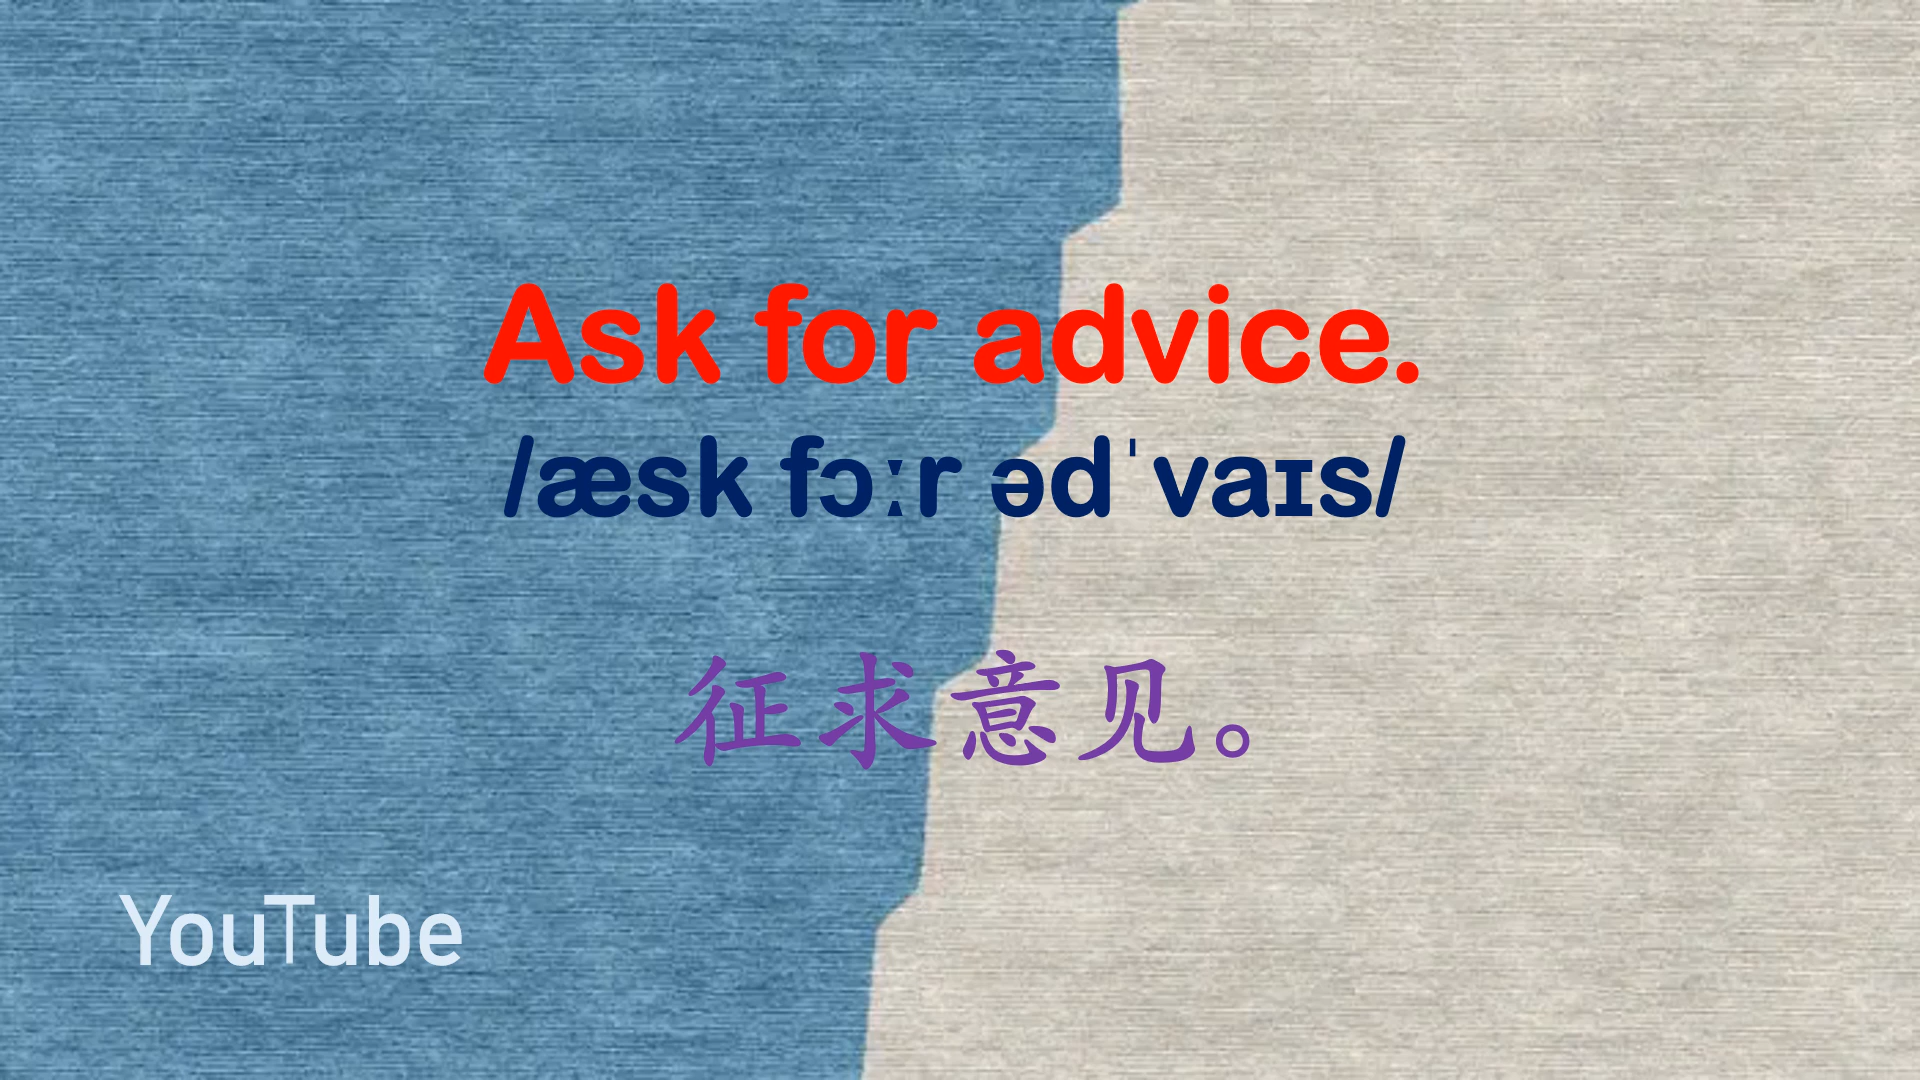 Ask for advice.
/æsk fɔːr ədˈvaɪs/
征求意见。
YouTube